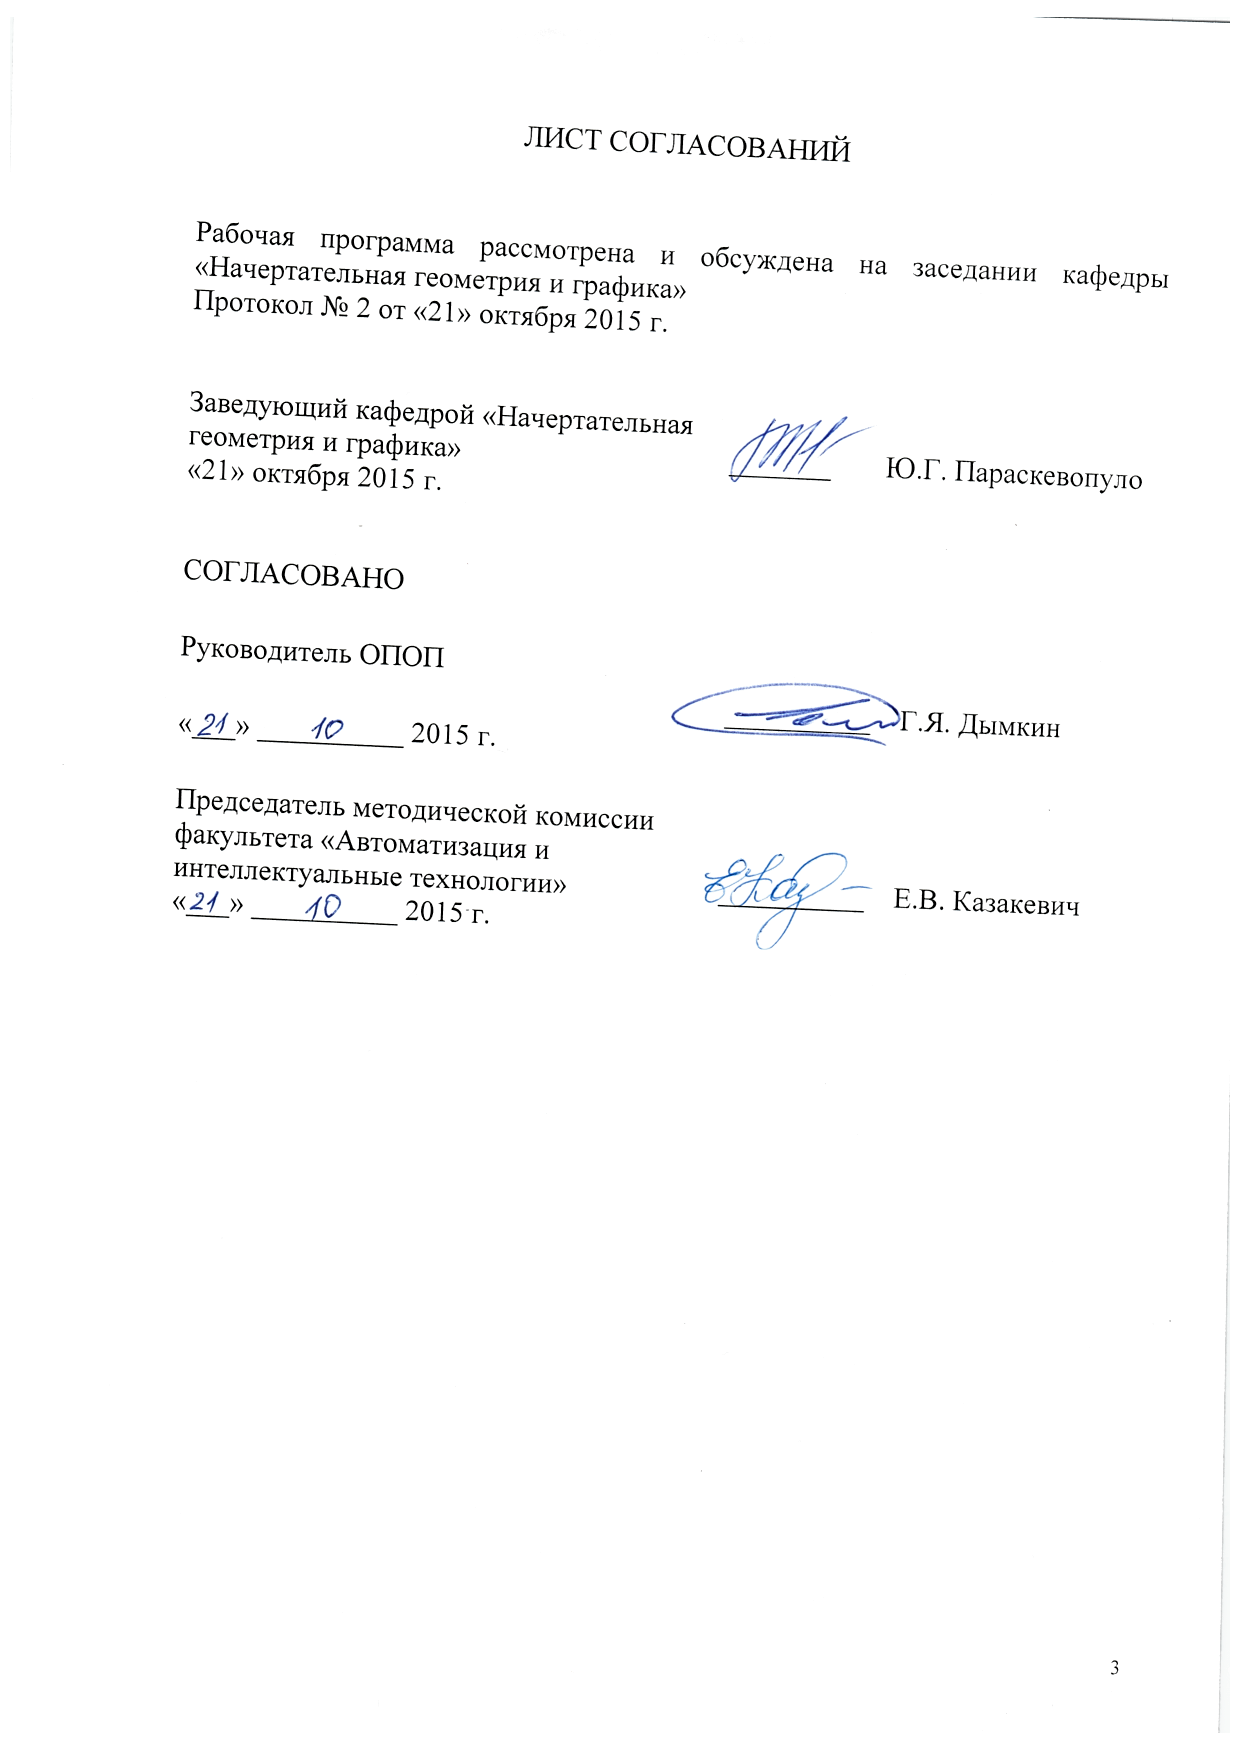 ЛИСТ СОГЛАСОВАНИЙ
Рабочая программа рассмотрена и обсуждена на заседании кафедры
«Начертательная геометрия и графика»
Протокол № 2 от «21» октября 2015 г.
Заведующий кафедрой «Начертательная
геометрия и графика»
«21» октября 2015 г. ________ Ю.Г. Параскевопуло
СОГЛАСОВАНО
Руководитель ОПОП
«21» 10 2015 г. Г.Я. Дымкин
Председатель методической комиссии
факультета «Автоматизация и
интеллектуальные технологии»
«21» 10 2015 г. Е.В. Казакевич
3